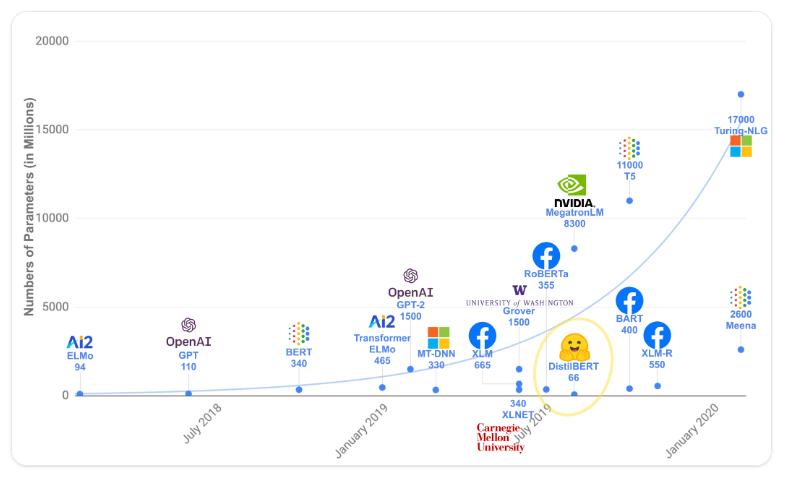 Numbers of Parameters (in Millions)
20000
15000
10000
5000
0
Ai2
ELMo
94
OpenAI
GPT
110
BERT
340
Ai2
Transformer
ELMo
465
OpenAI
GPT-2
1500
MT-DNN
330
XLM
665
UNIVERSITY of WASHINGTON
Grover
1500
340
XLNET
Carnegie
Mellon
University
RoBERTa
355
NVIDIA.
MegatronLM
8300
DistilBERT
66
11000
T5
BART
400
XLM-R
550
17000
Turing-NLG
2600
Meena
July 2018
January 2019
July 2019
January 2020